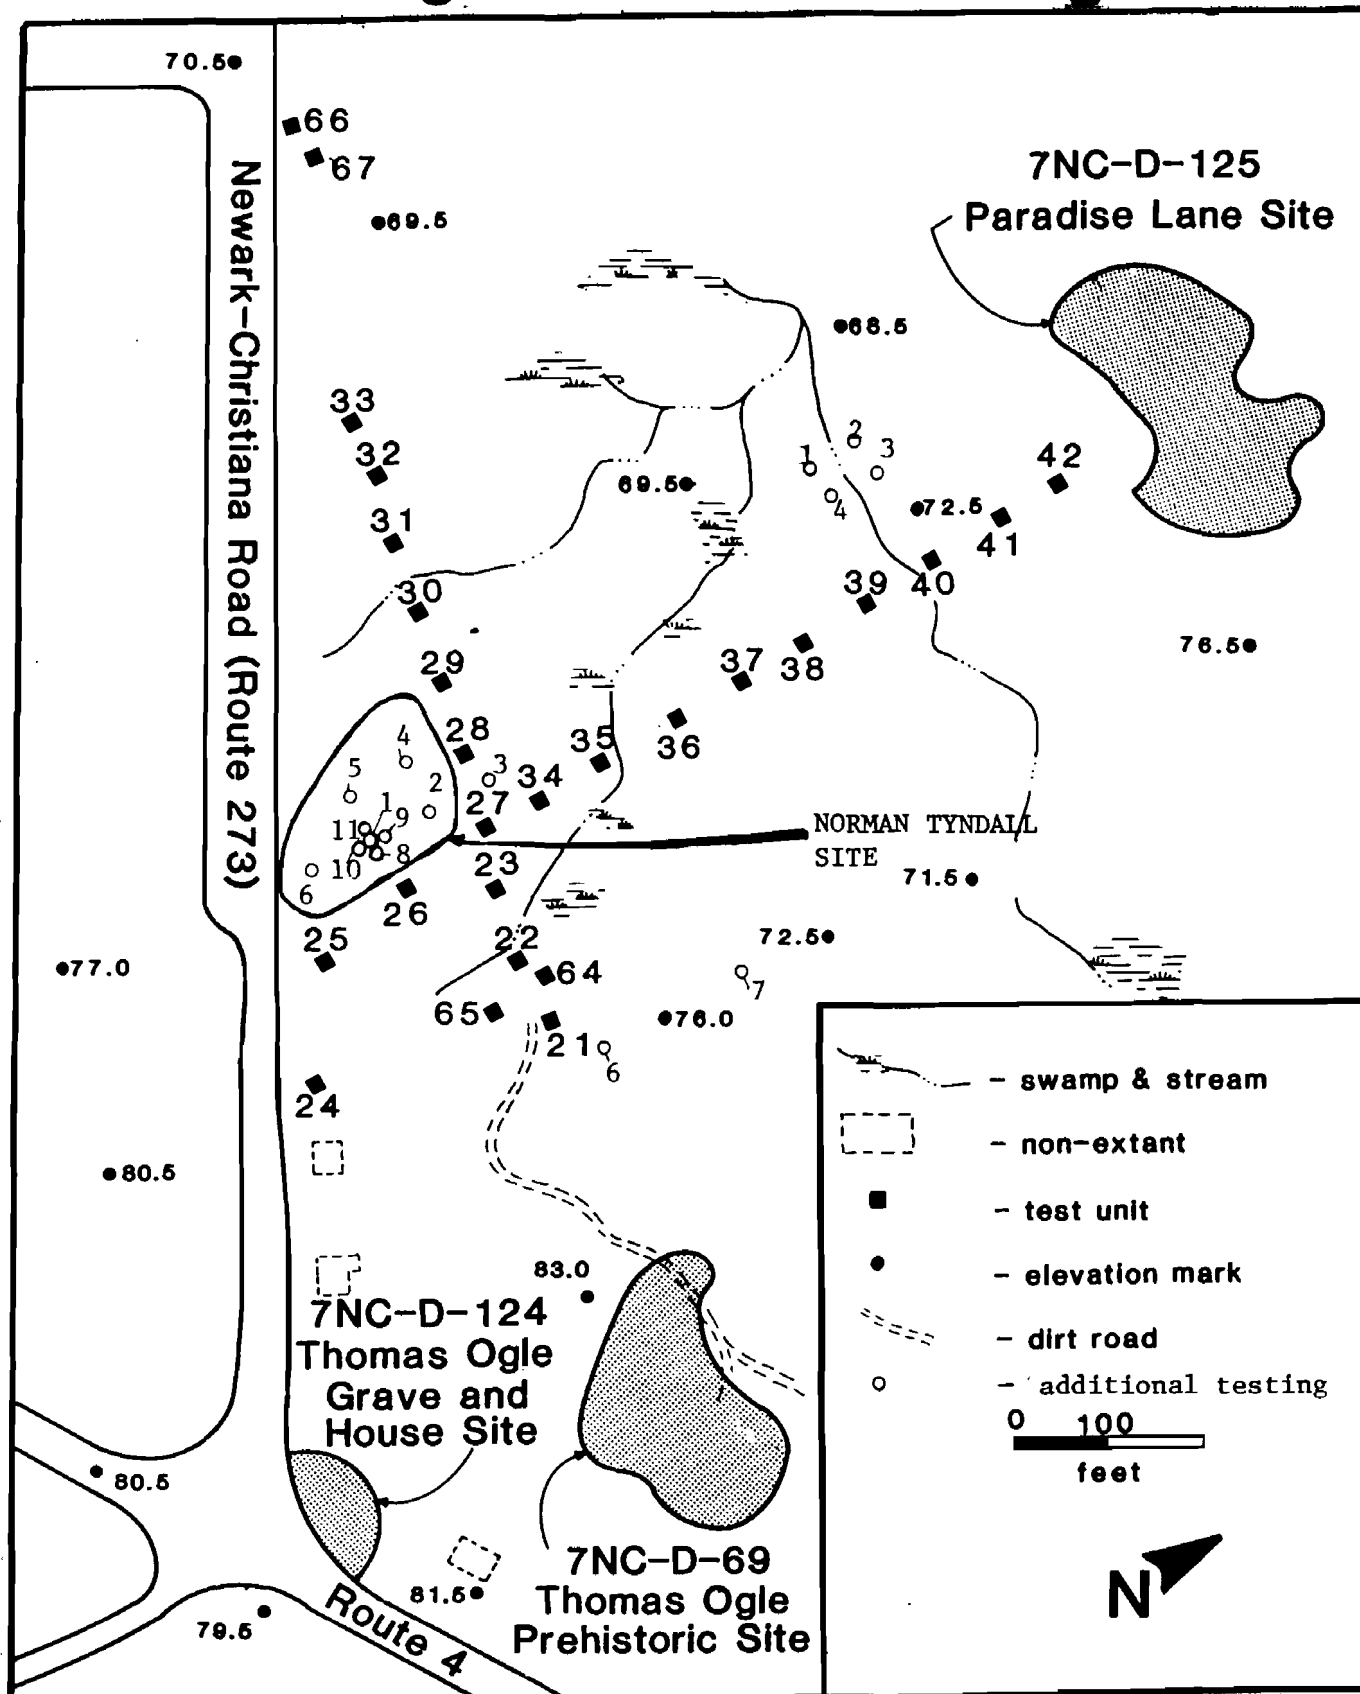 70.5
66
67
69.5
7NC-D-125
Paradise Lane Site
Newark-Christiana Road (Route 273)
68.5
33
32
31
30
29
28
69.5
1
2
3
4
72.5
42
41
40
39
38
37
36
35
34
76.5
4
5
3
2
1
9
11
10
8
6
27
23
26
25
22
64
65
21
6
NORMAN TYNDALL
SITE
71.5
72.5
7
76.0
77.0
24
80.5
83.0
7NC-D-124
Thomas Ogle
Grave and
House Site
80.5
79.5
81.5
Route 4
7NC-D-69
Thomas Ogle
Prehistoric Site
- swamp & stream
- non-extant
- test unit
- elevation mark
- dirt road
- additional testing
0 100
feet
N